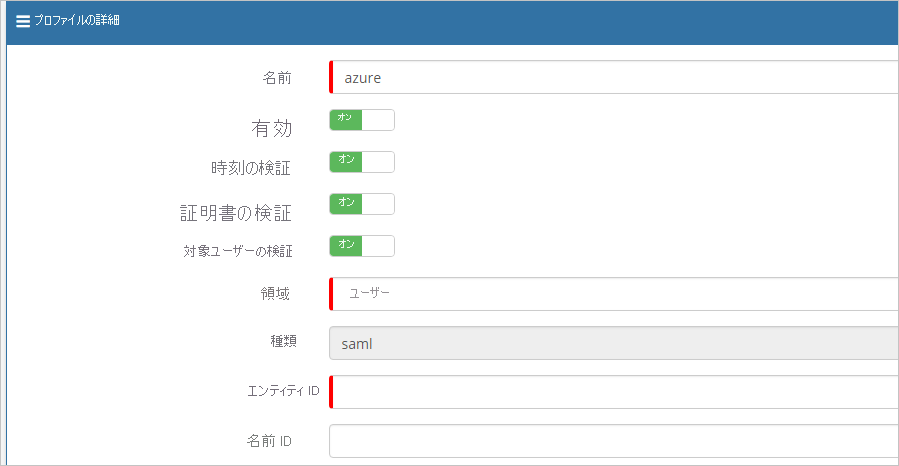 プロファイルの詳細
名前 azure
有効 オン
時刻の検証 オン
証明書の検証 オン
対象ユーザーの検証 オン
領域 ユーザー
種類 saml
エンティティ ID
名前 ID